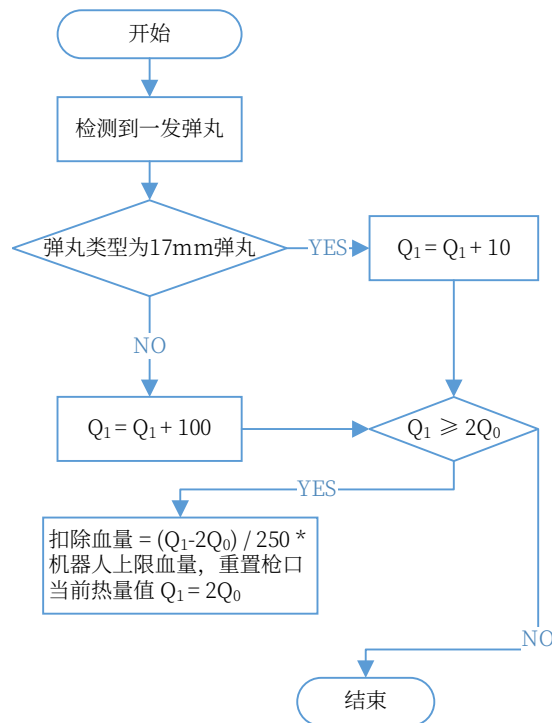 开始
检测到一发弹丸
弹丸类型为17mm弹丸
YES
Q₁ = Q₁ + 10
NO
Q₁ = Q₁ + 100
Q₁ ⩾ 2Q₀
YES
扣除血量 = (Q₁-2Q₀) / 250 *
机器人上限血量，重置枪口
当前热量值 Q₁ = 2Q₀
NO
结束